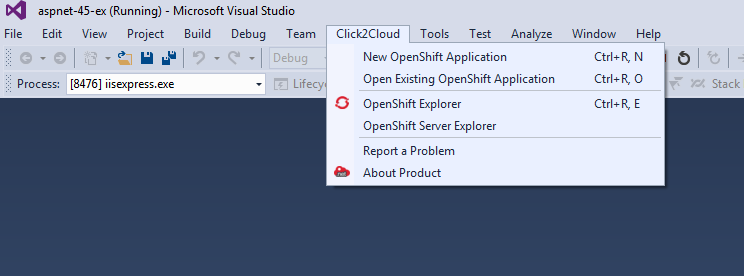 aspnet-45-ex (Running) - Microsoft Visual Studio
File Edit View Project Build Debug Team Click2Cloud Tools Test Analyze Window Help
Debug
New OpenShift Application Ctrl+R, N
Process: [8476] iisexpress.exe Lifecyc
Open Existing OpenShift Application Ctrl+R, O
Stack
OpenShift Explorer Ctrl+R, E
OpenShift Server Explorer
Report a Problem
.net About Product